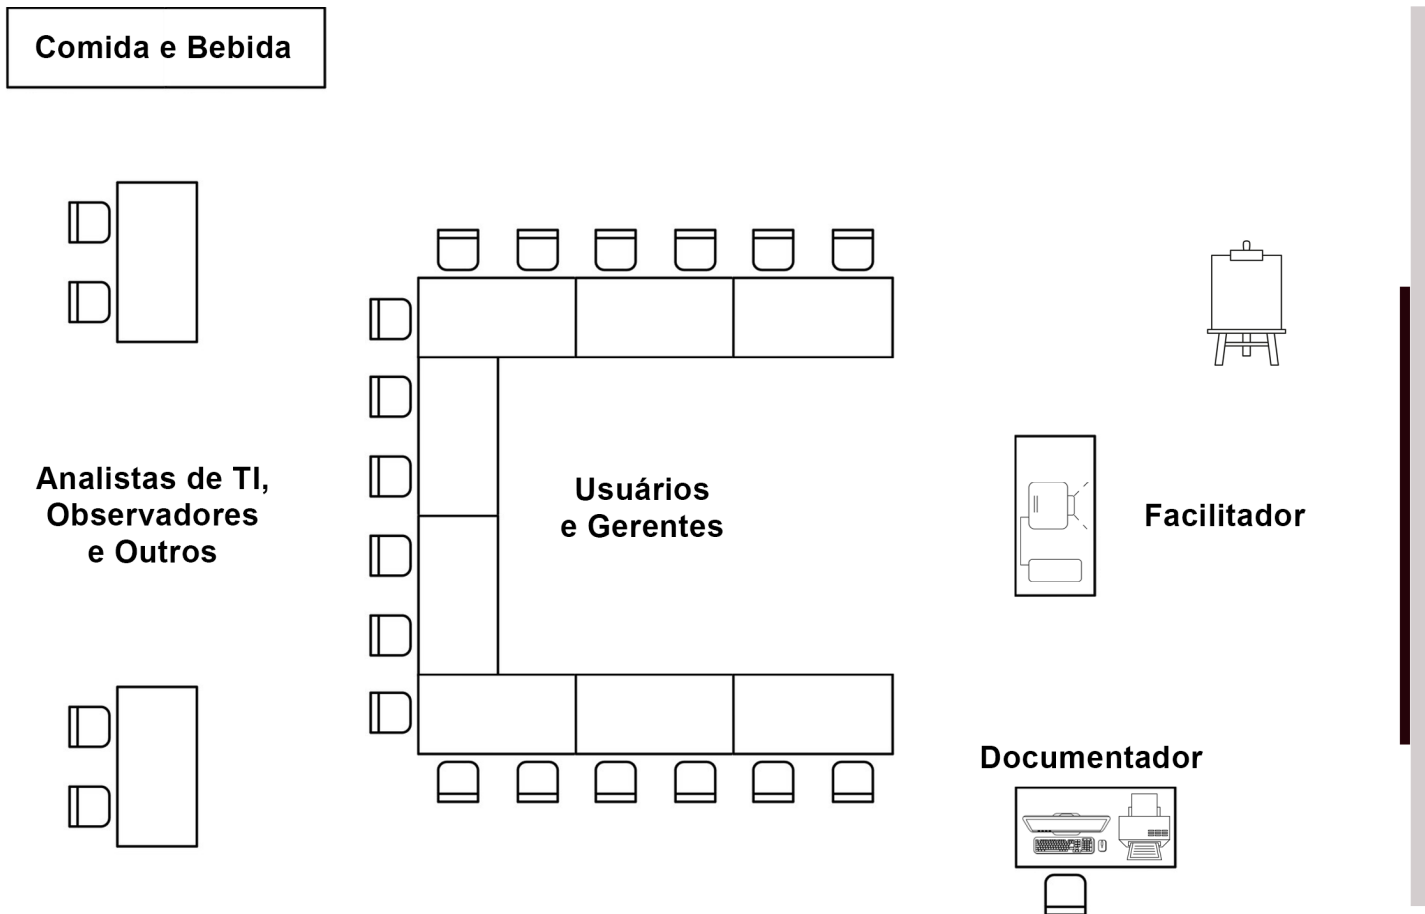 Comida e Bebida
Analistas de TI,
Observadores
e Outros
Usuários
e Gerentes
Facilitador
Documentador